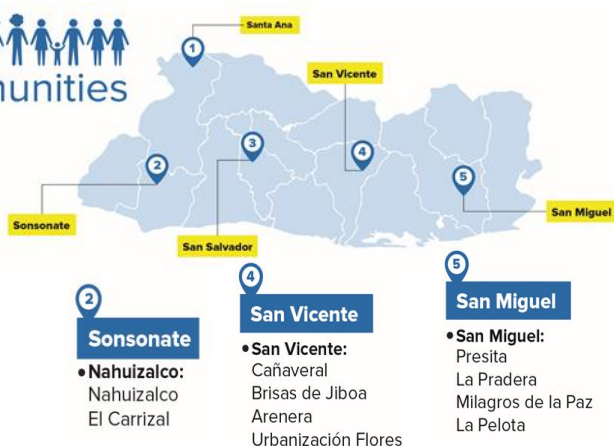 Santa Ana
1
San Vicente
3
4
2
5
Sonsonate
San Miguel
San Salvador
2
Sonsonate
• Nahuizalco:
Nahuizalco
El Carrizal
4
San Vicente
• San Vicente:
Cañaveral
Brisas de Jiboa
Arenera
Urbanización Flores
5
San Miguel
• San Miguel:
Presita
La Pradera
Milagros de la Paz
La Pelota